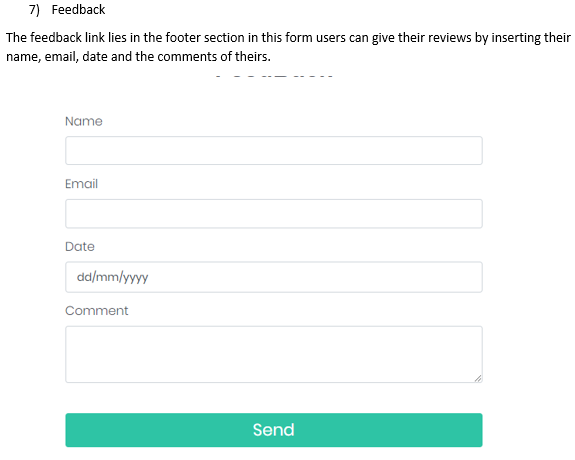 7) Feedback
The feedback link lies in the footer section in this form users can give their reviews by inserting their
name, email, date and the comments of theirs.
Name
Email
Date
dd/mm/yyyy
Comment
Send